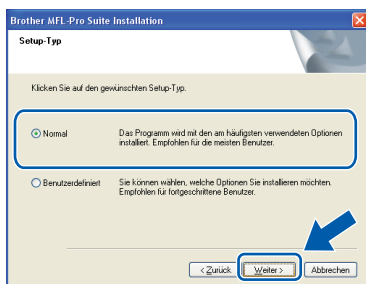 Brother MFL-Pro Suite Installation
Setup-Typ
Klicken Sie auf den gewünschten Setup-Typ.
Normal
Das Programm wird mit den am häufigsten verwendeten Optionen
installiert. Empfohlen für die meisten Benutzer.
Benutzerdefiniert
Sie können wählen, welche Optionen Sie installieren möchten.
Empfohlen für fortgeschrittene Benutzer.
< Zurück
Weiter >
Abbrechen